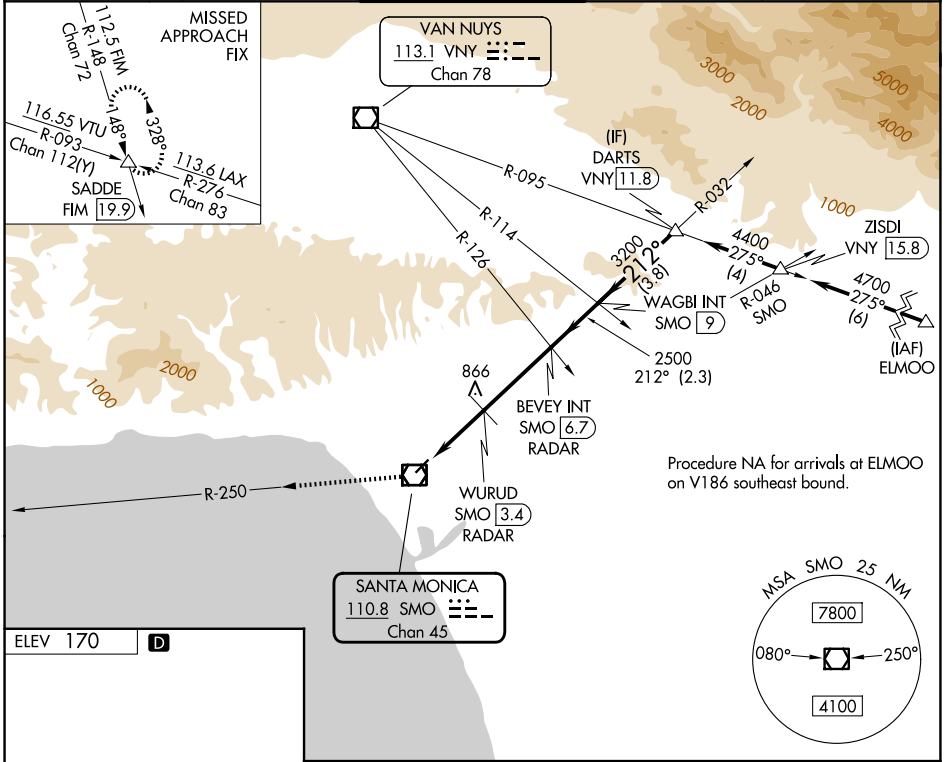 MISSED
APPROACH
FIX
112.5 FIM
R-148
Chan 72
148°
328°
116.55 VTU
R-093
Chan 112(Y)
113.6 LAX
R-276
Chan 83
SADDE
FIM 19.9
VAN NUYS
113.1 VNY
Chan 78
3000
2000
5000
4000
1000
(IF)
DARTS
VNY 11.8
R-032
R-095
R-114
R-126
ZISDI
VNY 15.8
4400
275°
(4)
4700
275°
(6)
R-046
SMO
(IAF)
ELMOO
3200
212°
(3.8)
WAGBI INT
SMO 9
2500
212° (2.3)
BEVEY INT
SMO 6.7
RADAR
866
2000
1000
WURUD
SMO 3.4
RADAR
R-250
Procedure NA for arrivals at ELMOO
on V186 southeast bound.
SANTA MONICA
110.8 SMO
Chan 45
MSA SMO 25 NM
7800
080°
250°
4100
ELEV 170 D